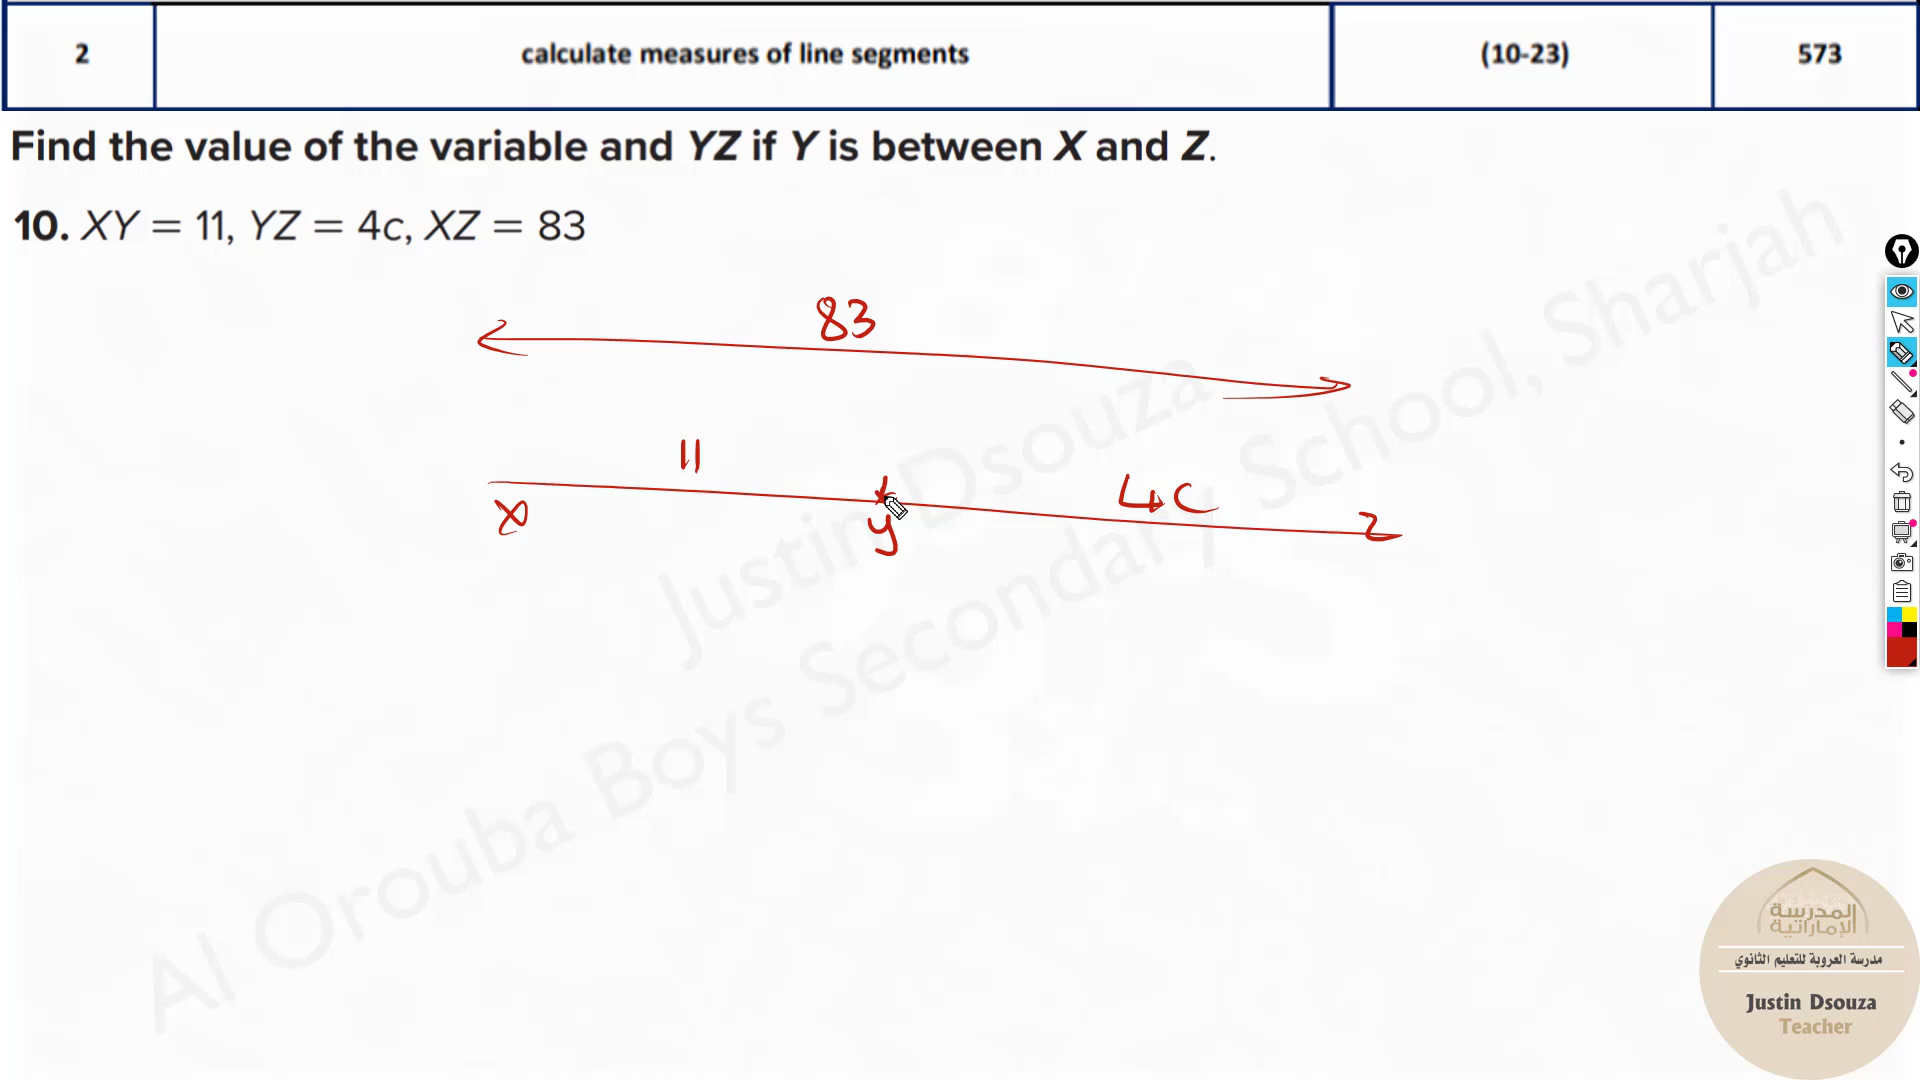 2 calculate measures of line segments (10-23) 573
Find the value of the variable and YZ if Y is between X and Z.
10. XY = 11, YZ = 4c, XZ = 83
83
11
4c
X
y
Z
Justin Dsouza
Al Orouba Boys Secondary School, Sharjah
المدرسة
الإماراتية
مدرسة العروبة للتعليم الثانوي
Justin Dsouza
Teacher